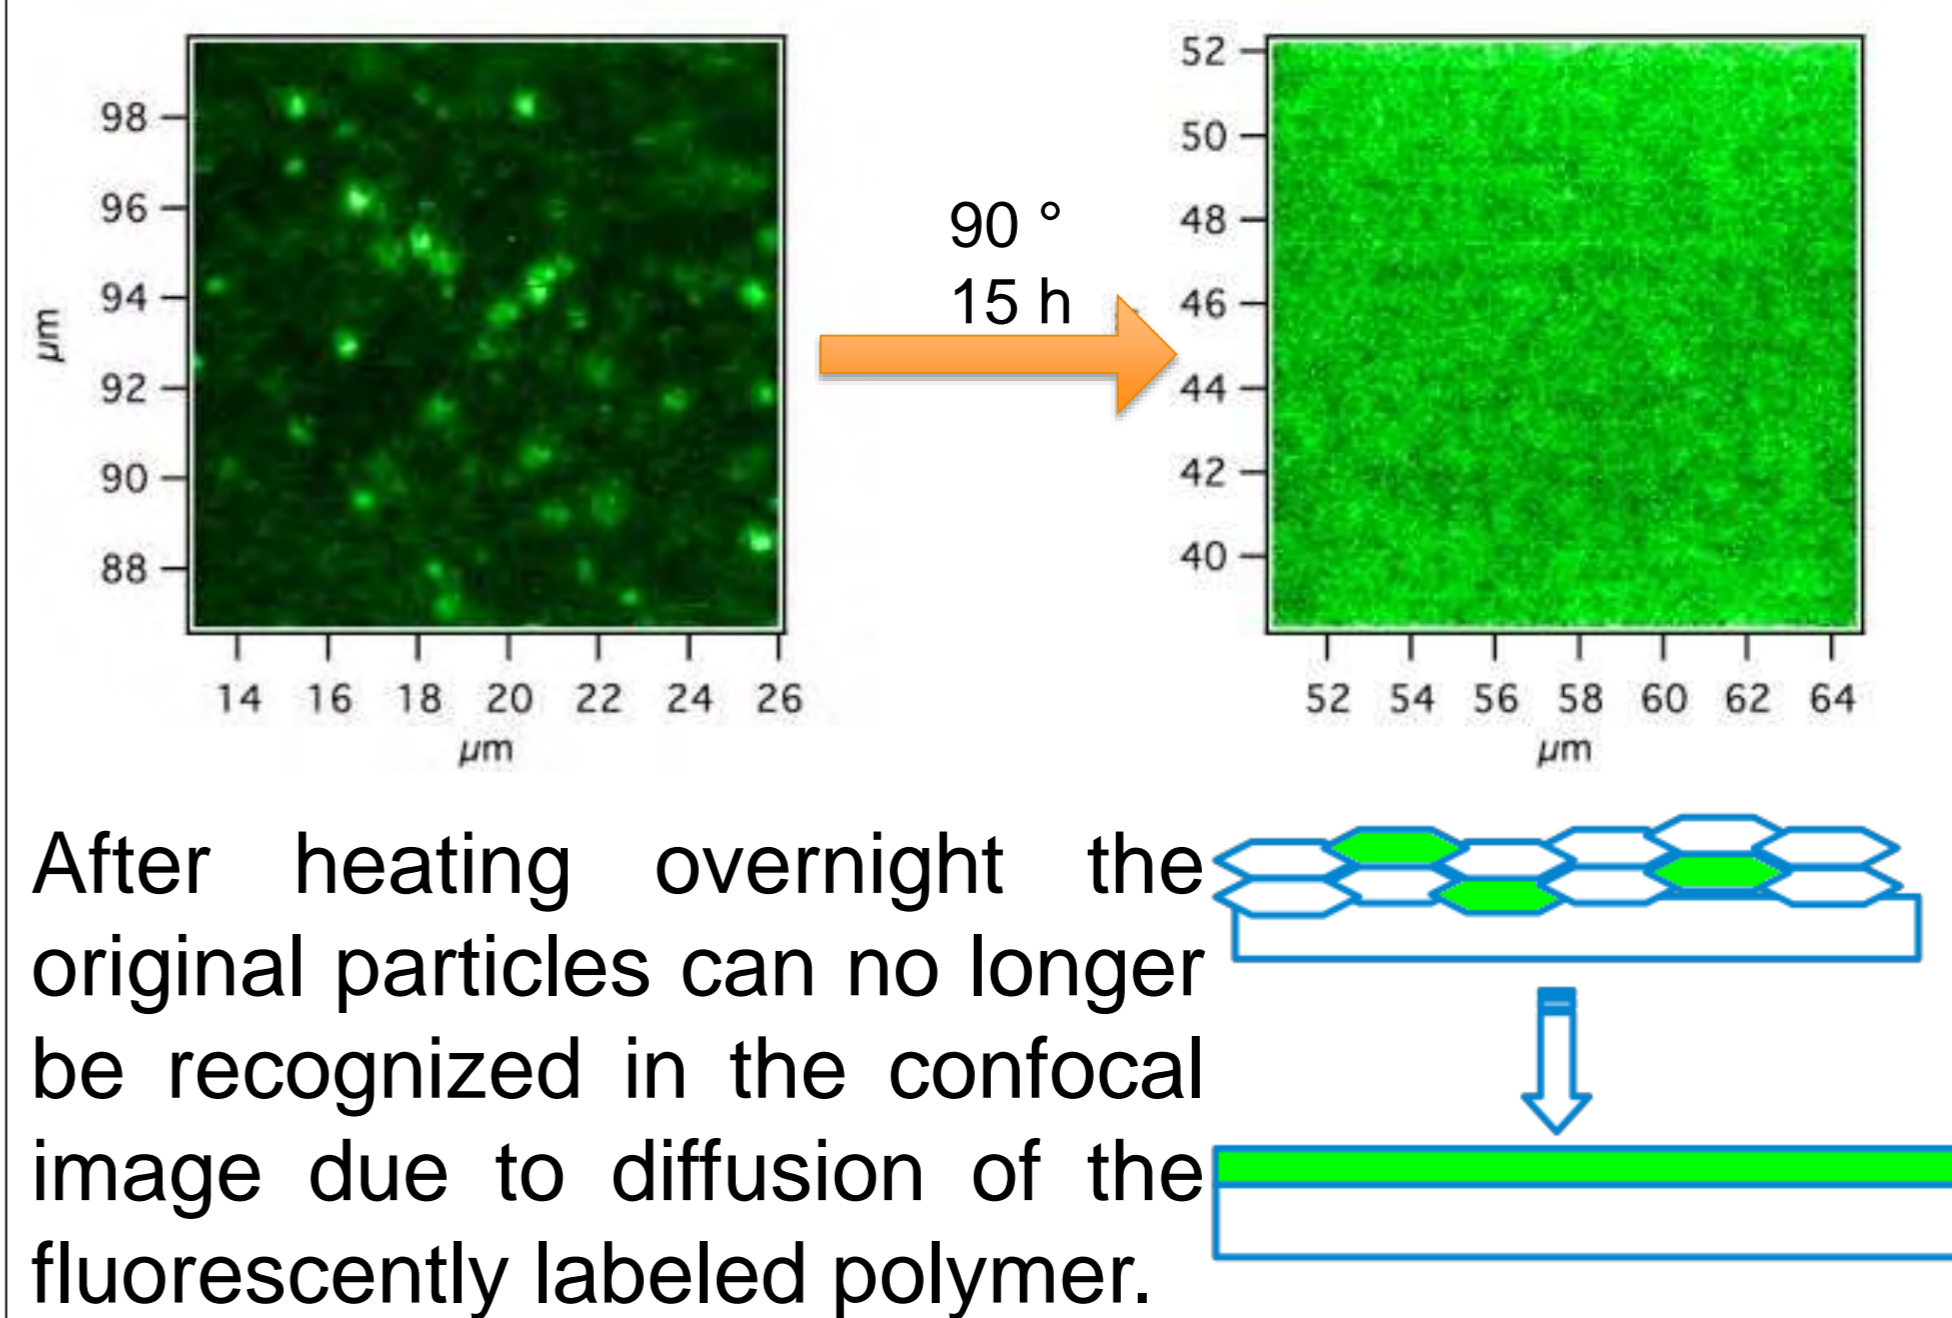 98
96
94
92
90
88
µm
14 16 18 20 22 24 26
µm
90 °
15 h
52
50
48
46
44
42
40
52 54 56 58 60 62 64
µm
After heating overnight the
original particles can no longer
be recognized in the confocal
image due to diffusion of the
fluorescently labeled polymer.